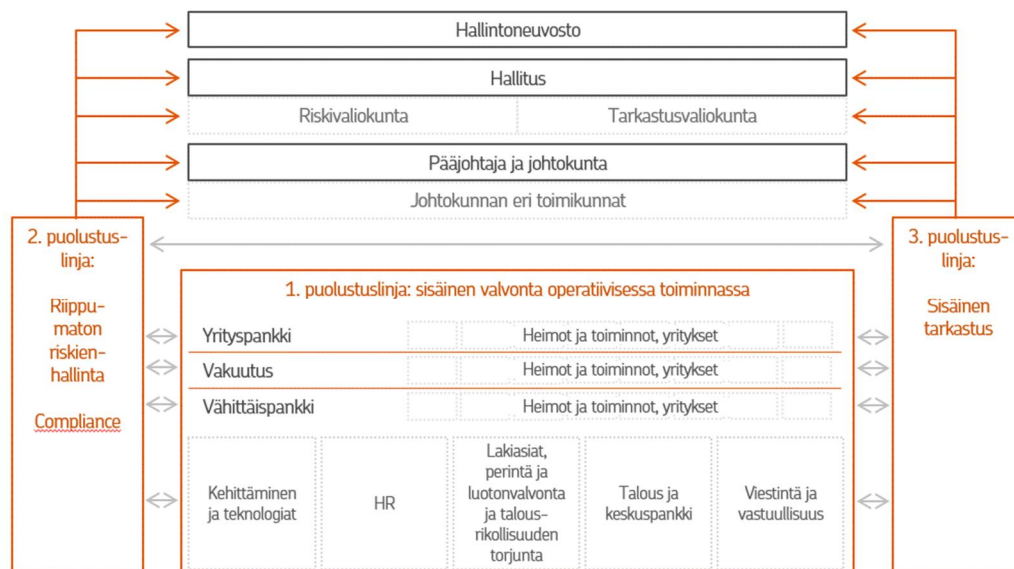 Hallintoneuvosto
Hallitus
Riskivaliokunta
Tarkastusvaliokunta
Pääjohtaja ja johtokunta
Johtokunnan eri toimikunnat
2. puolustus-
linja:
Riippu-
maton
riskien-
hallinta
Compliance
1. puolustuslinja: sisäinen valvonta operatiivisessa toiminnassa
Yrityspankki
Heimot ja toiminnot, yritykset
Vakuutus
Heimot ja toiminnot, yritykset
Vähittäispankki
Heimot ja toiminnot, yritykset
Kehittäminen
ja teknologiat
HR
Lakiasiat,
perintä ja
luotonvalvonta
ja talous-
rikollisuuden
torjunta
Talous ja
keskuspankki
Viestintä ja
vastuullisuus
3. puolustus-
linja:
Sisäinen
tarkastus